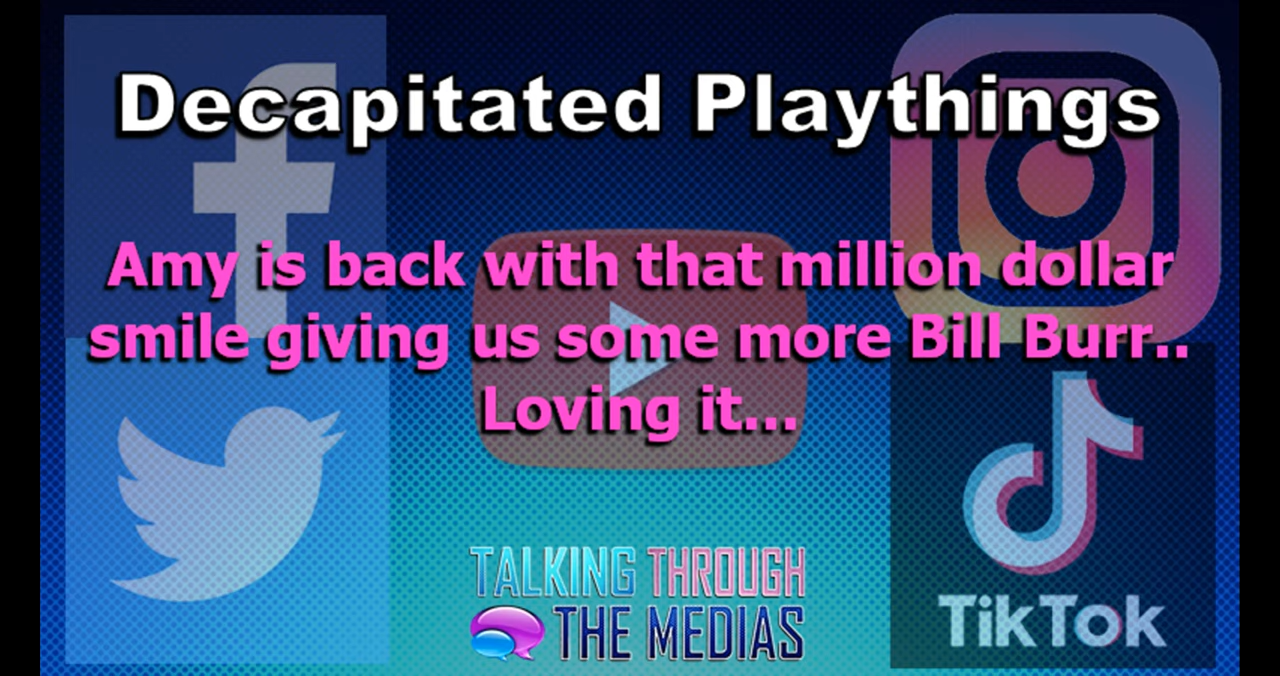 Decapitated Playthings
Amy is back with that million dollar
smile giving us some more Bill Burr..
Loving it...
TALKING THROUGH
THE MEDIAS
TikTok